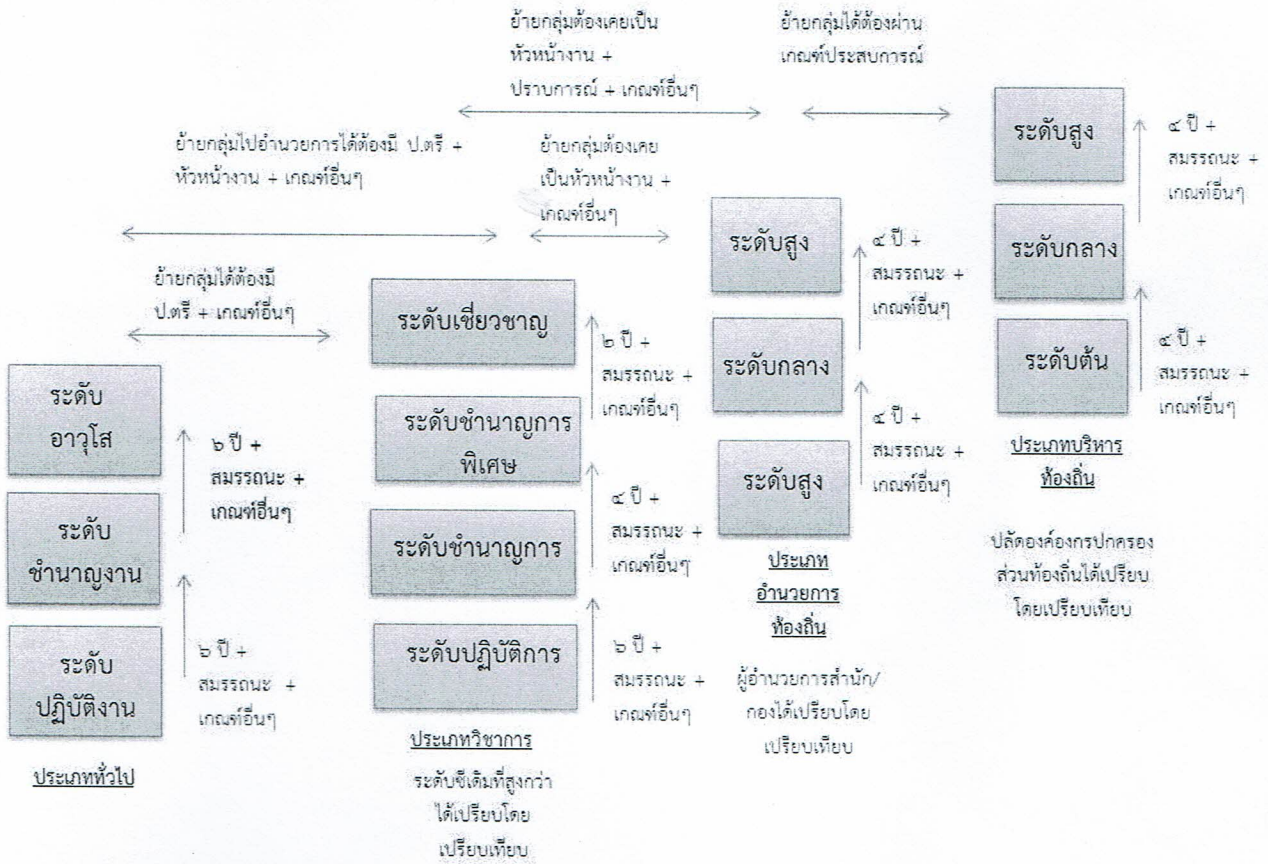 ย้ายกลุ่มต้องเคยเป็น
หัวหน้างาน +
ปราบการณ์ + เกณฑ์อื่นๆ
ย้ายกลุ่มได้ต้องผ่าน
เกณฑ์ประสบการณ์
ย้ายกลุ่มไปอำนวยการได้ต้องมี ป.ตรี +
หัวหน้างาน + เกณฑ์อื่นๆ
ย้ายกลุ่มต้องเคย
เป็นหัวหน้างาน +
เกณฑ์อื่นๆ
ย้ายกลุ่มได้ต้องมี
ป.ตรี + เกณฑ์อื่นๆ
ระดับ
อาวุโส
๖ ปี +
สมรรถนะ +
เกณฑ์อื่นๆ
ระดับ
ชำนาญงาน
๖ ปี +
สมรรถนะ +
เกณฑ์อื่นๆ
ระดับ
ปฏิบัติงาน
ประเภททั่วไป
ระดับเชี่ยวชาญ
๒ ปี +
สมรรถนะ +
เกณฑ์อื่นๆ
ระดับชำนาญการ
พิเศษ
๔ ปี +
สมรรถนะ +
เกณฑ์อื่นๆ
ระดับชำนาญการ
๖ ปี +
สมรรถนะ +
เกณฑ์อื่นๆ
ระดับปฏิบัติการ
ประเภทวิชาการ
ระดับซีเดิมที่สูงกว่า
ได้เปรียบโดย
เปรียบเทียบ
ระดับสูง
๔ ปี +
สมรรถนะ +
เกณฑ์อื่นๆ
ระดับกลาง
๔ ปี +
สมรรถนะ +
เกณฑ์อื่นๆ
ระดับสูง
ประเภท
อำนวยการ
ท้องถิ่น
ผู้อำนวยการสำนัก/
กองได้เปรียบโดย
เปรียบเทียบ
ระดับสูง
๔ ปี +
สมรรถนะ +
เกณฑ์อื่นๆ
ระดับกลาง
๔ ปี +
สมรรถนะ +
เกณฑ์อื่นๆ
ระดับต้น
ประเภทบริหาร
ท้องถิ่น
ปลัดองค์องกรปกครอง
ส่วนท้องถิ่นได้เปรียบ
โดยเปรียบเทียบ